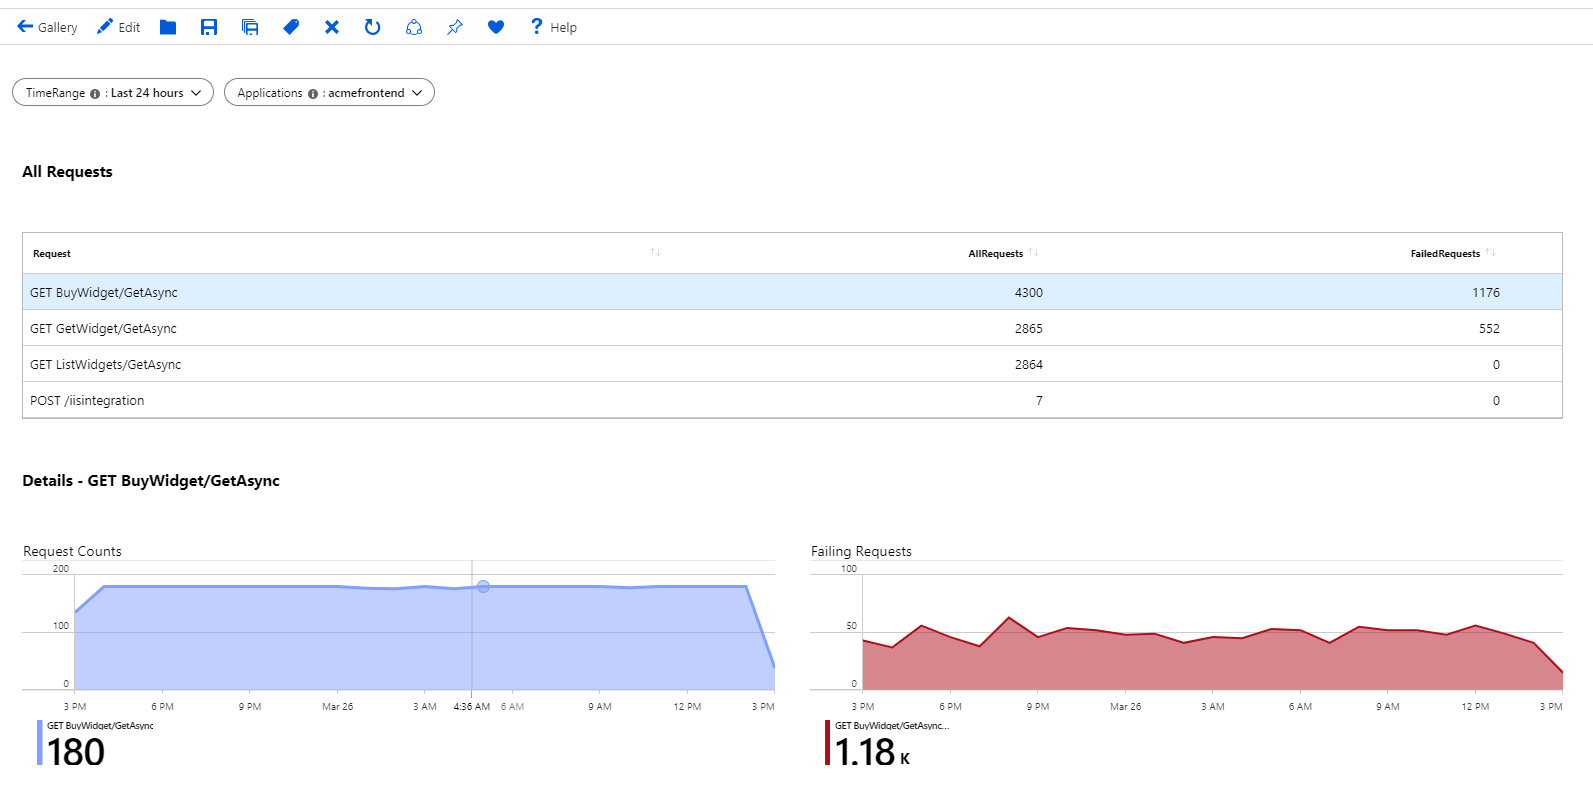 Gallery Edit Help
TimeRange : Last 24 hours Applications : acmefrontend
All Requests
Request AllRequests FailedRequests
GET BuyWidget/GetAsync 4300 1176
GET GetWidget/GetAsync 2865 552
GET ListWidgets/GetAsync 2864 0
POST /iisintegration 7 0
Details - GET BuyWidget/GetAsync
Request Counts
200
100
0
3 PM 6 PM 9 PM Mar 26 3 AM 4:36 AM 6 AM 9 AM 12 PM 3 PM
GET BuyWidget/GetAsync
180
Failing Requests
100
50
0
3 PM 6 PM 9 PM Mar 26 3 AM 6 AM 9 AM 12 PM 3 PM
GET BuyWidget/GetAsync...
1.18 K